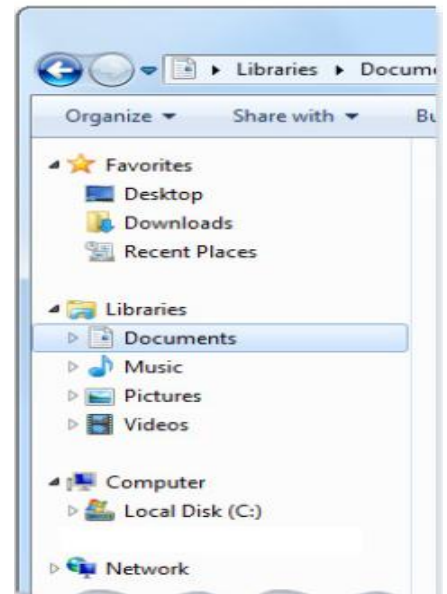 Libraries Docume
Organize Share with Bu
Favorites
Desktop
Downloads
Recent Places
Libraries
Documents
Music
Pictures
Videos
Computer
Local Disk (C:)
Network